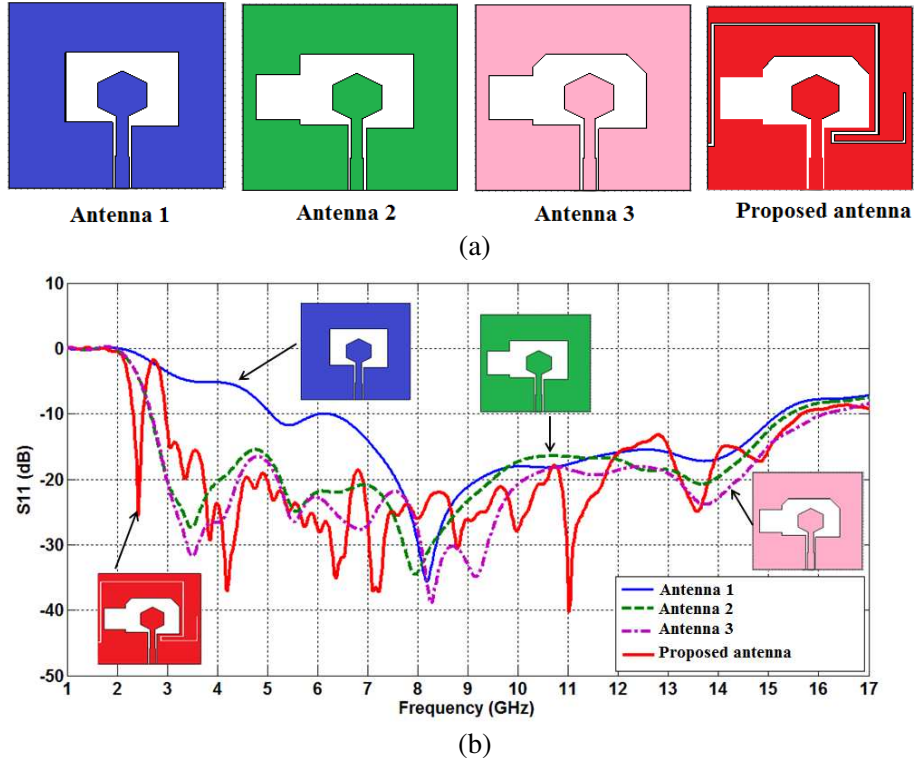 Antenna 1
Antenna 2
Antenna 3
Proposed antenna
(a)
10
0
-10
-20
-30
-40
-50
S11 (dB)
Antenna 1
Antenna 2
Antenna 3
Proposed antenna
1 2 3 4 5 6 7 8 9 10 11 12 13 14 15 16 17
Frequency (GHz)
(b)